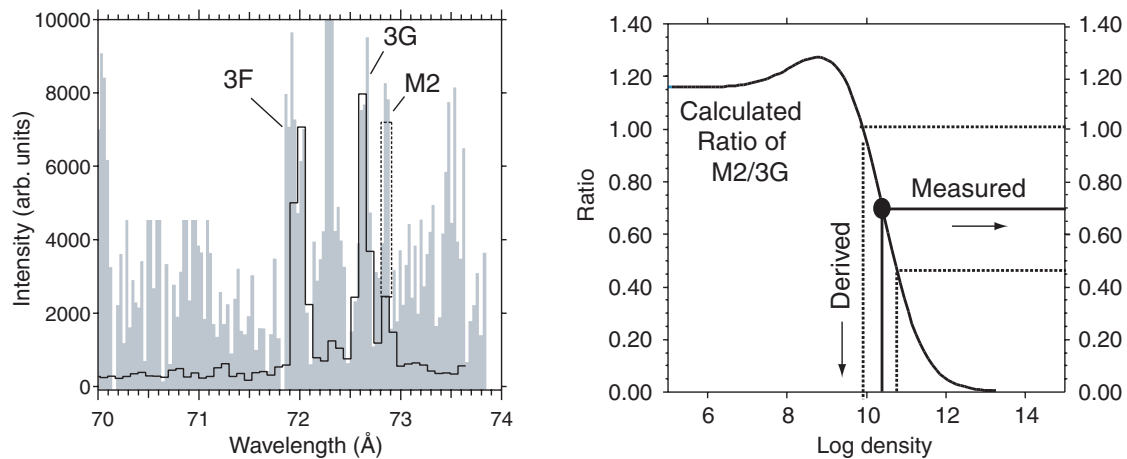 10000
8000
6000
4000
2000
0
Intensity (arb. units)
3F
3G
M2
70
71
72
73
74
Wavelength (Å)
1.40
1.20
1.00
0.80
0.60
0.40
0.20
0.00
Ratio
Calculated
Ratio of
M2/3G
Measured
Derived
1.40
1.20
1.00
0.80
0.60
0.40
0.20
0.00
6
8
10
12
14
Log density